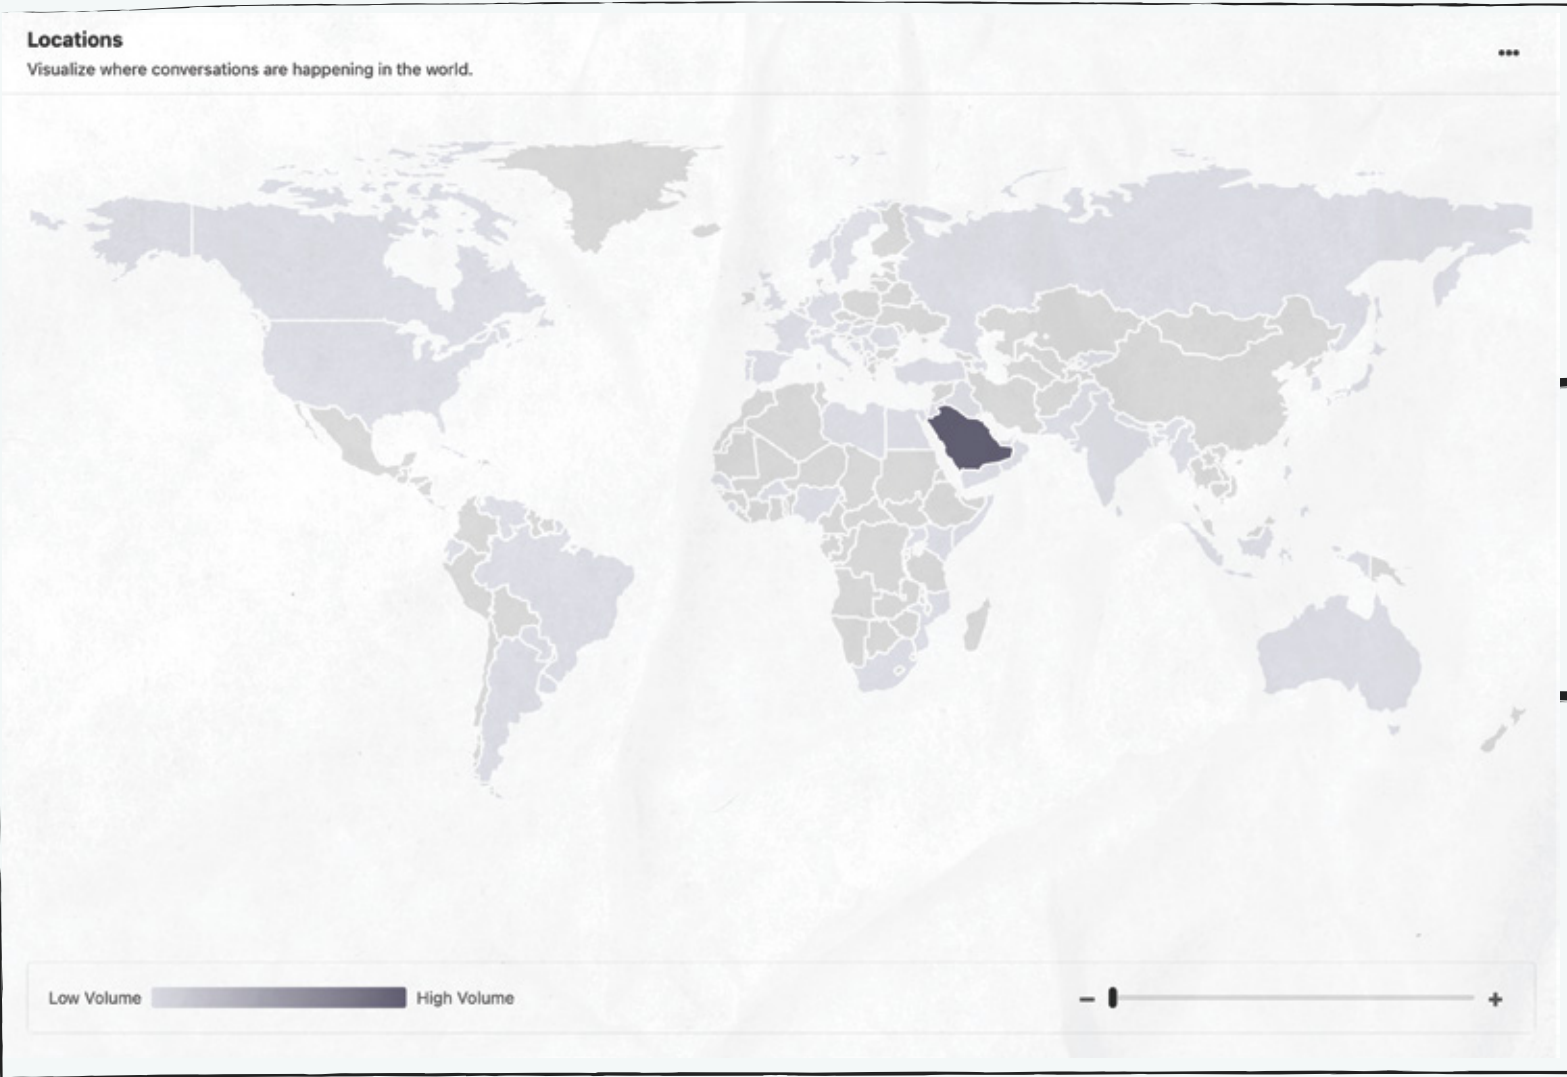 Locations
Visualize where conversations are happening in the world.
Low Volume
High Volume